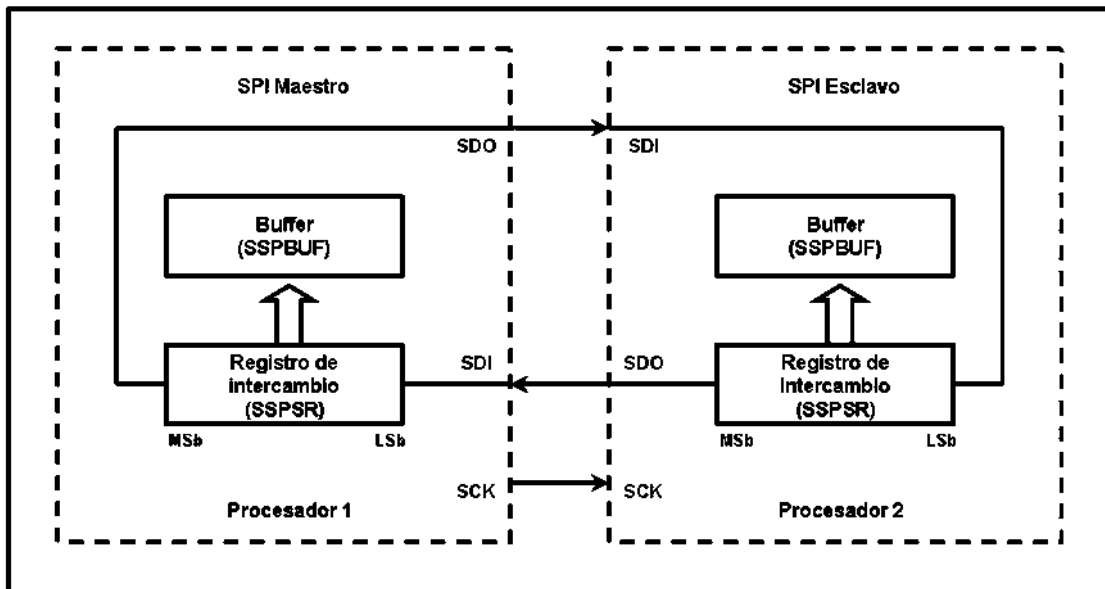 SPI Maestro
SPI Esclavo
SDO
SDI
Buffer
(SSPBUF)
Buffer
(SSPBUF)
Registro de
intercambio
(SSPSR)
SDI
SDO
Registro de
Intercambio
(SSPSR)
MSb
LSb
MSb
LSb
SCK
SCK
Procesador 1
Procesador 2